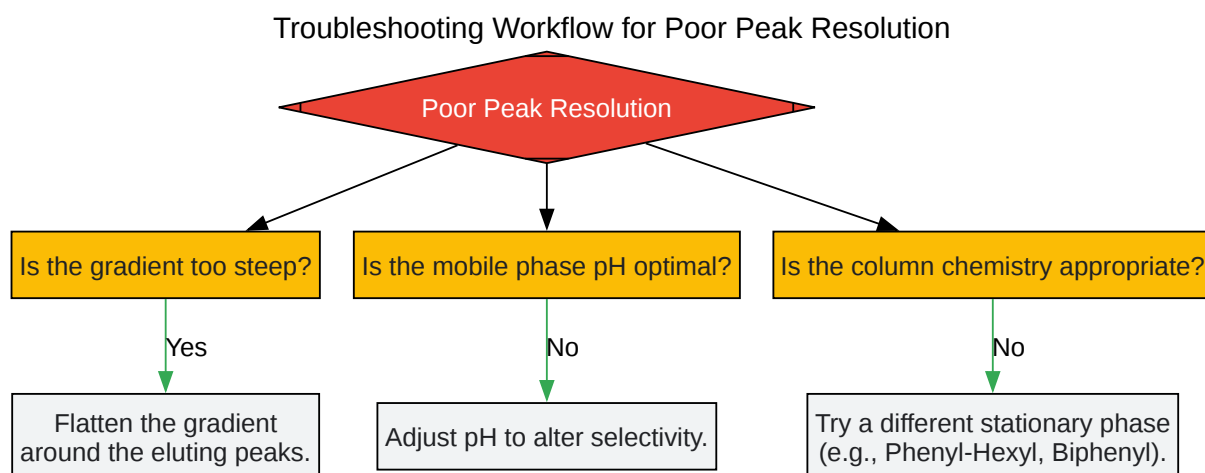 Troubleshooting Workflow for Poor Peak Resolution
Poor Peak Resolution
Is the gradient too steep?
Is the mobile phase pH optimal?
Is the column chemistry appropriate?
Yes
No
No
Flatten the gradient
around the eluting peaks.
Adjust pH to alter selectivity.
Try a different stationary phase
(e.g., Phenyl-Hexyl, Biphenyl).